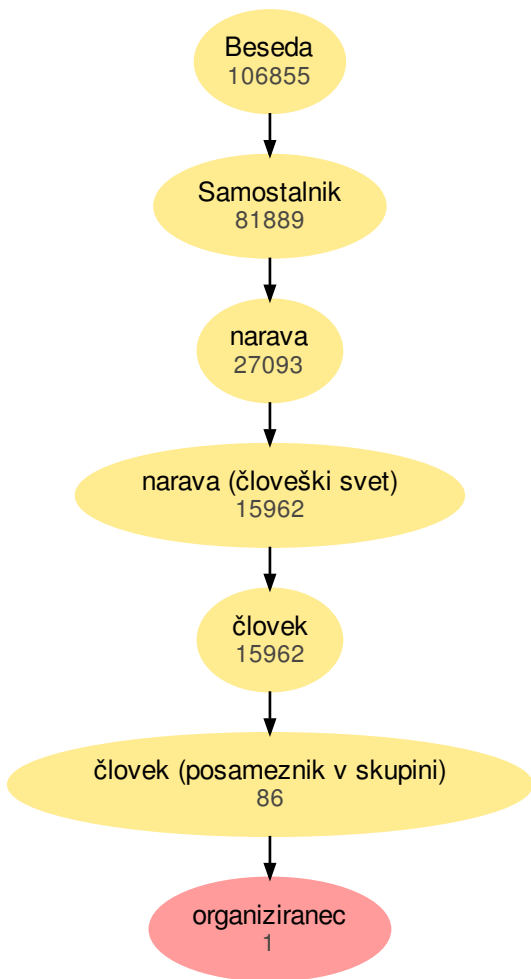 Beseda
106855
Samostalnik
81889
narava
27093
narava (človeški svet)
15962
človek
15962
človek (posameznik v skupini)
86
organiziranec
1